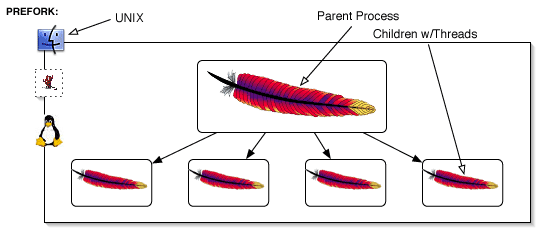 PREFORK:
UNIX
Parent Process
Children w/Threads